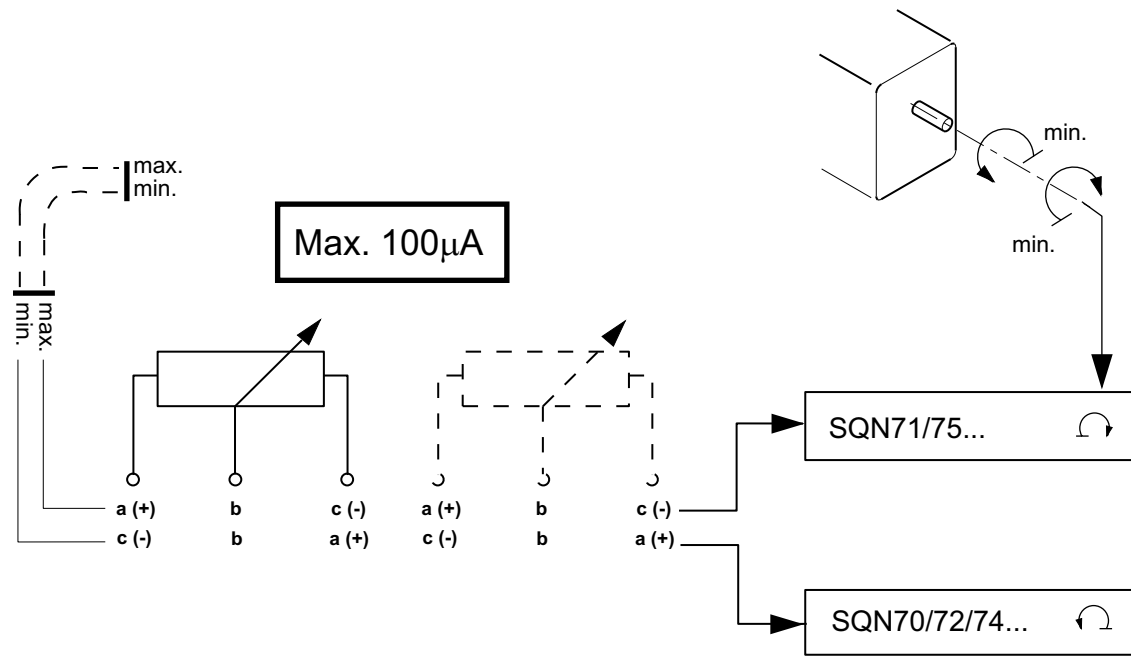 min.
min.
max.
min.
Max. 100µA
min.
max.
a (+) b c (-) a (+) b c (-)
c (-) b a (+) c (-) b a (+)
SQN71/75...
SQN70/72/74...